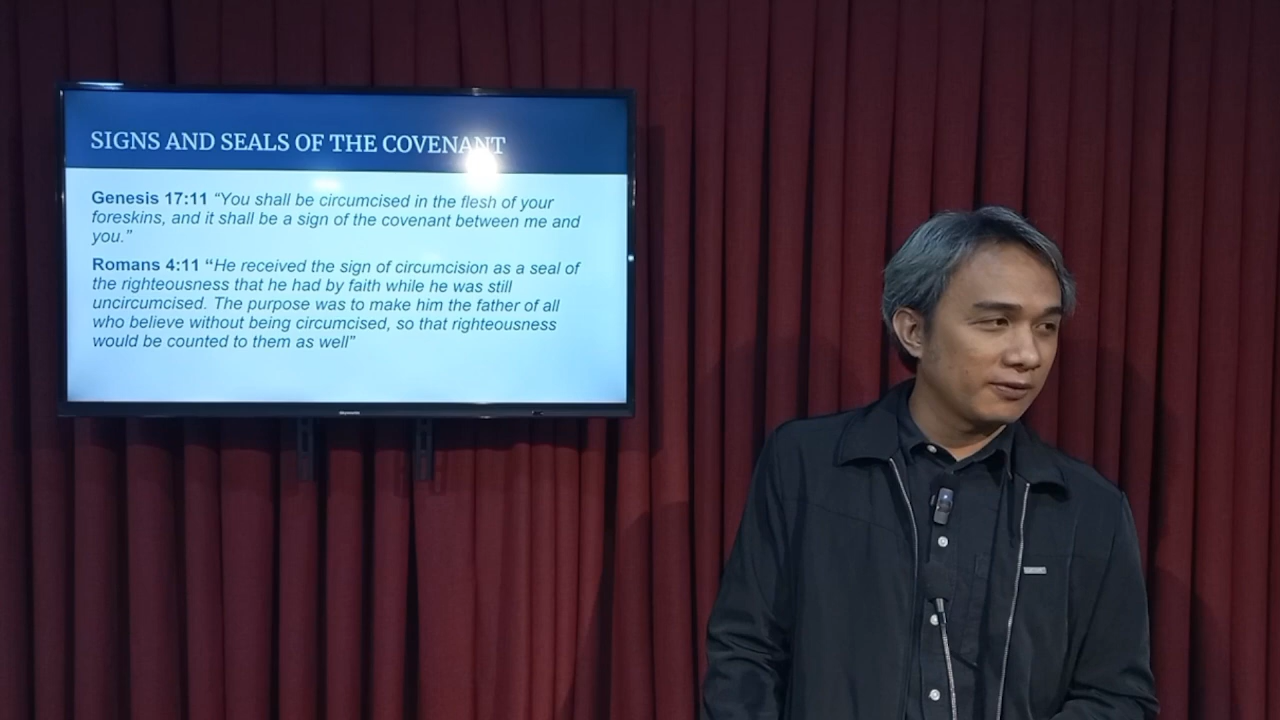 SIGNS AND SEALS OF THE COVENANT
Genesis 17:11 “You shall be circumcised in the flesh of your
foreskins, and it shall be a sign of the covenant between me and
you.”
Romans 4:11 “He received the sign of circumcision as a seal of
the righteousness that he had by faith while he was still
uncircumcised. The purpose was to make him the father of all
who believe without being circumcised, so that righteousness
would be counted to them as well”